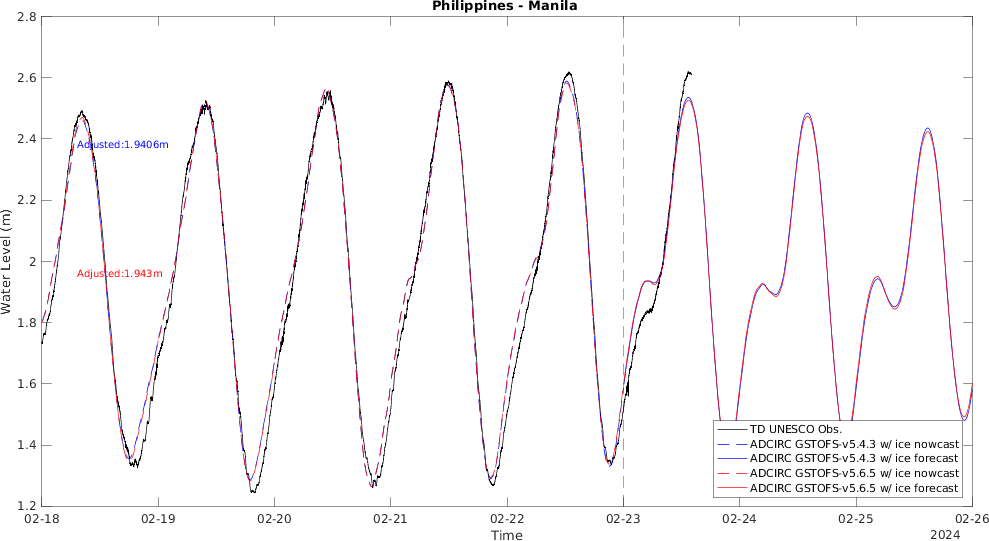 Philippines - Manila
2.8
2.6
2.4
2.2
2
1.8
1.6
1.4
1.2
Water Level (m)
Adjusted:1.9406m
Adjusted:1.943m
TD UNESCO Obs.
ADCIRC GSTOFS-v5.4.3 w/ ice nowcast
ADCIRC GSTOFS-v5.4.3 w/ ice forecast
ADCIRC GSTOFS-v5.6.5 w/ ice nowcast
ADCIRC GSTOFS-v5.6.5 w/ ice forecast
02-18 02-19 02-20 02-21 02-22 02-23 02-24 02-25 02-26
Time
2024